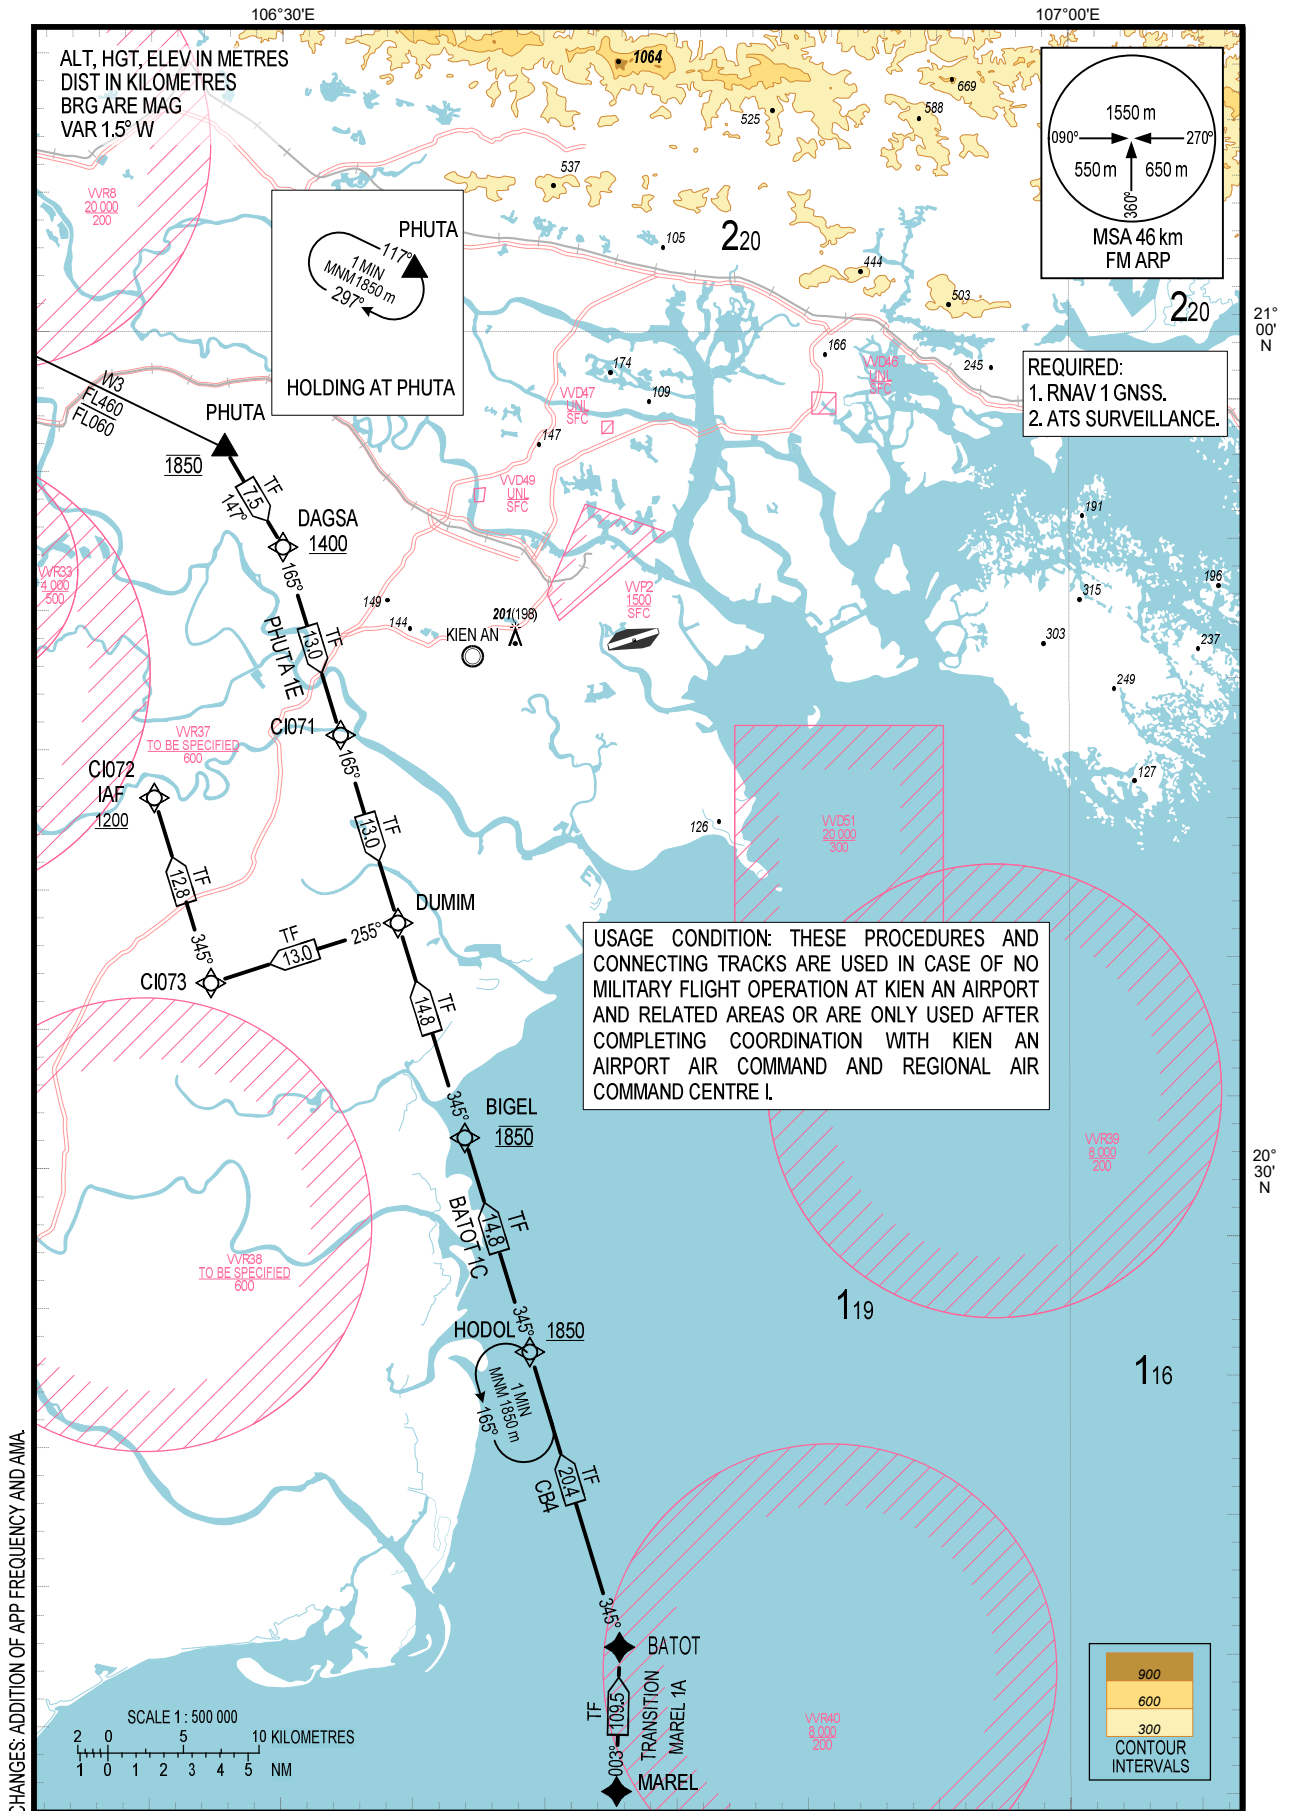 106°30'E
107°00'E
ALT, HGT, ELEV IN METRES
DIST IN KILOMETRES
BRG ARE MAG
VAR 1.5° W
1064
669
588
525
537
1550 m
090°
270°
550 m
650 m
360°
MSA 46 km
FM ARP
VVR8
20 000
200
PHUTA
117°
1 MIN
MNM 1850 m
297°
HOLDING AT PHUTA
105
220
444
503
220
21°
00'
N
166
245
174
109
147
VVD46
UNL
SFC
VVD47
UNL
SFC
VVD49
UNL
SFC
REQUIRED:
1. RNAV 1 GNSS.
2. ATS SURVEILLANCE.
W3
FL460
FL060
PHUTA
1850
TF
7.5
147°
DAGSA
1400
165°
TF
13.0
PHUTA 1E
VVR33
4 000
500
149
144
201(198)
KIEN AN
VVP2
1500
SFC
191
196
315
303
237
249
127
CI071
165°
TF
13.0
VVR37
TO BE SPECIFIED
600
CI072
IAF
1200
TF
12.8
345°
126
VVD51
20 000
300
DUMIM
255°
TF
13.0
CI073
TF
14.8
345°
USAGE CONDITION: THESE PROCEDURES AND
CONNECTING TRACKS ARE USED IN CASE OF NO
MILITARY FLIGHT OPERATION AT KIEN AN AIRPORT
AND RELATED AREAS OR ARE ONLY USED AFTER
COMPLETING COORDINATION WITH KIEN AN
AIRPORT AIR COMMAND AND REGIONAL AIR
COMMAND CENTRE I.
BIGEL
1850
VVR39
8 000
200
20°
30'
N
TF
14.8
BATOT 1C
345°
VVR38
TO BE SPECIFIED
600
119
116
HODOL
1850
1 MIN
MNM 1850 m
165°
TF
20.4
CB4
345°
BATOT
TF
109.5
TRANSITION
MAREL 1A
003°
MAREL
VVR40
8 000
200
SCALE 1 : 500 000
2 0 5 10 KILOMETRES
1 0 1 2 3 4 5 NM
900
600
300
CONTOUR
INTERVALS
CHANGES: ADDITION OF APP FREQUENCY AND AMA.